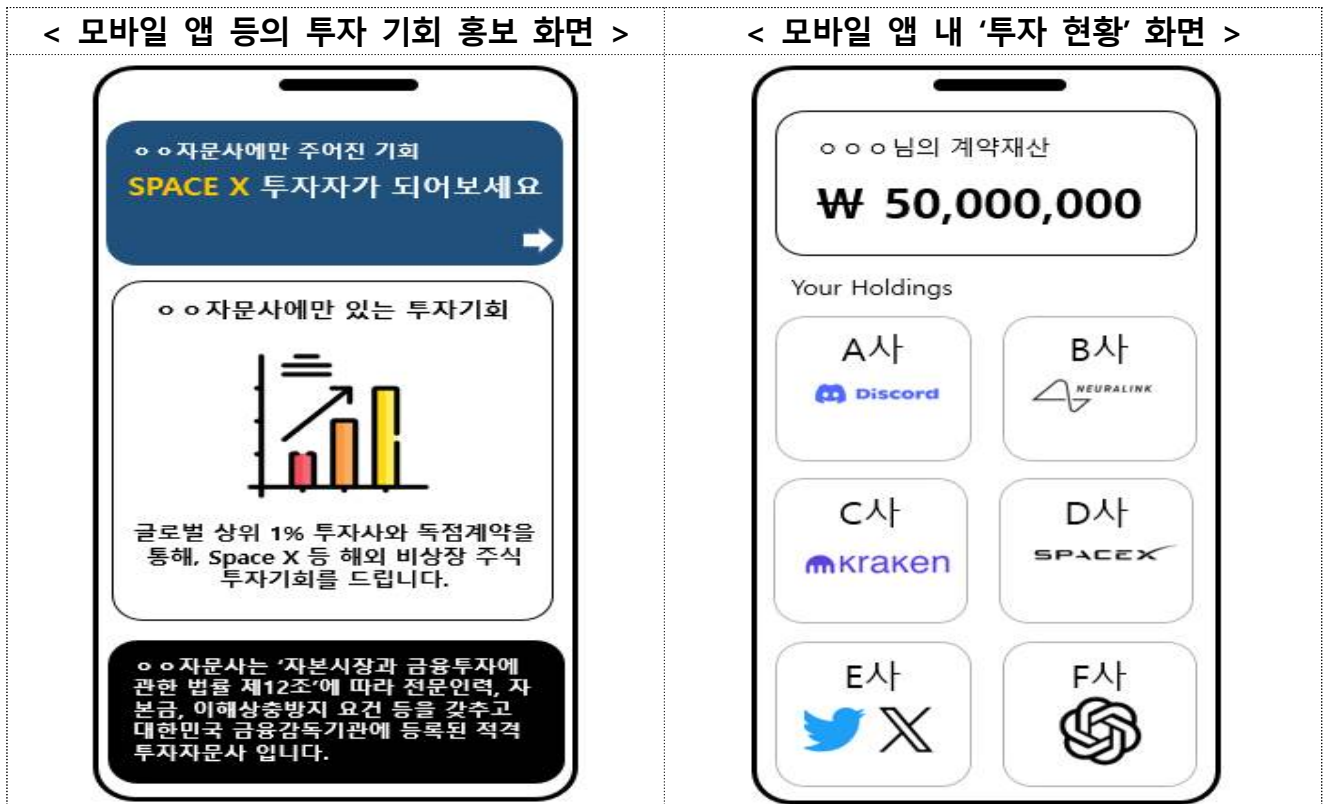 < 모바일 앱 등의 투자 기회 홍보 화면 >
< 모바일 앱 내 ‘투자 현황’ 화면 >
ㅇㅇ자문사에만 주어진 기회
SPACE X 투자자가 되어보세요
ㅇㅇ자문사에만 있는 투자기회
글로벌 상위 1% 투자사와 독점계약을
통해, Space X 등 해외 비상장 주식
투자기회를 드립니다.
ㅇㅇ자문사는 ‘자본시장과 금융투자에
관한 법률 제12조’에 따라 전문인력, 자
본금, 이해상충방지 요건 등을 갖추고
대한민국 금융감독기관에 등록된 적격
투자자문사 입니다.
ㅇㅇㅇ님의 계약재산
₩ 50,000,000
Your Holdings
A사
Discord
B사
NEURALINK
C사
mкraкen
D사
SPACEX
E사
X
F사